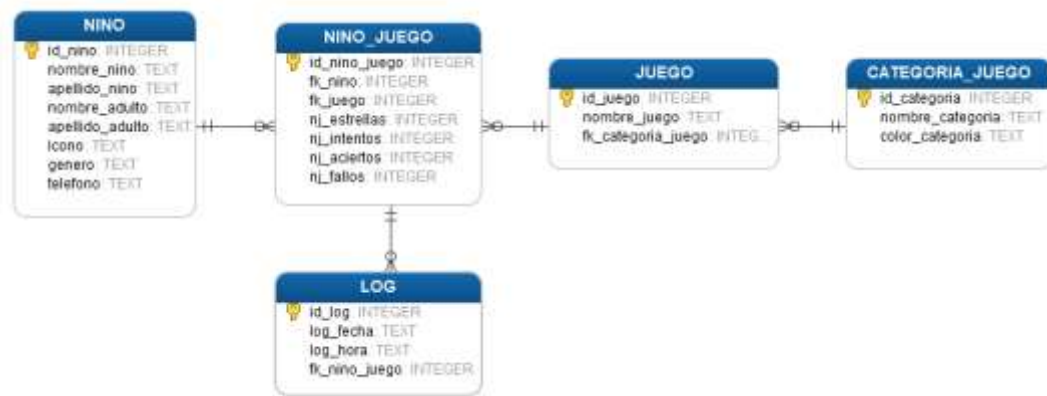 NINO
id_nino: INTEGER
nombre_nino: TEXT
apellido_nino: TEXT
nombre_adulto: TEXT
apellido_adulto: TEXT
icono: TEXT
genero: TEXT
telefono: TEXT
NINO_JUEGO
id_nino_juego: INTEGER
fk_nino: INTEGER
fk_juego: INTEGER
nj_estrellas: INTEGER
nj_intentos: INTEGER
nj_aciertos: INTEGER
nj_fallos: INTEGER
JUEGO
id_juego: INTEGER
nombre_juego: TEXT
fk_categoria_juego: INTEG...
CATEGORIA_JUEGO
id_categoria: INTEGER
nombre_categoria: TEXT
color_categoria: TEXT
LOG
id_log: INTEGER
log_fecha: TEXT
log_hora: TEXT
fk_nino_juego: INTEGER